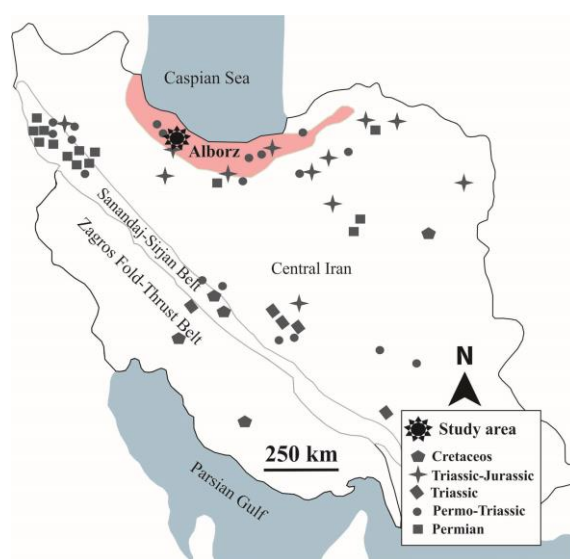 Caspian Sea
Alborz
Sanandaj-Sirjan Belt
Zagros Fold-Thrust Belt
Central Iran
N
250 km
Parsian Gulf
Study area
Cretaceos
Triassic-Jurassic
Triassic
Permo-Triassic
Permian